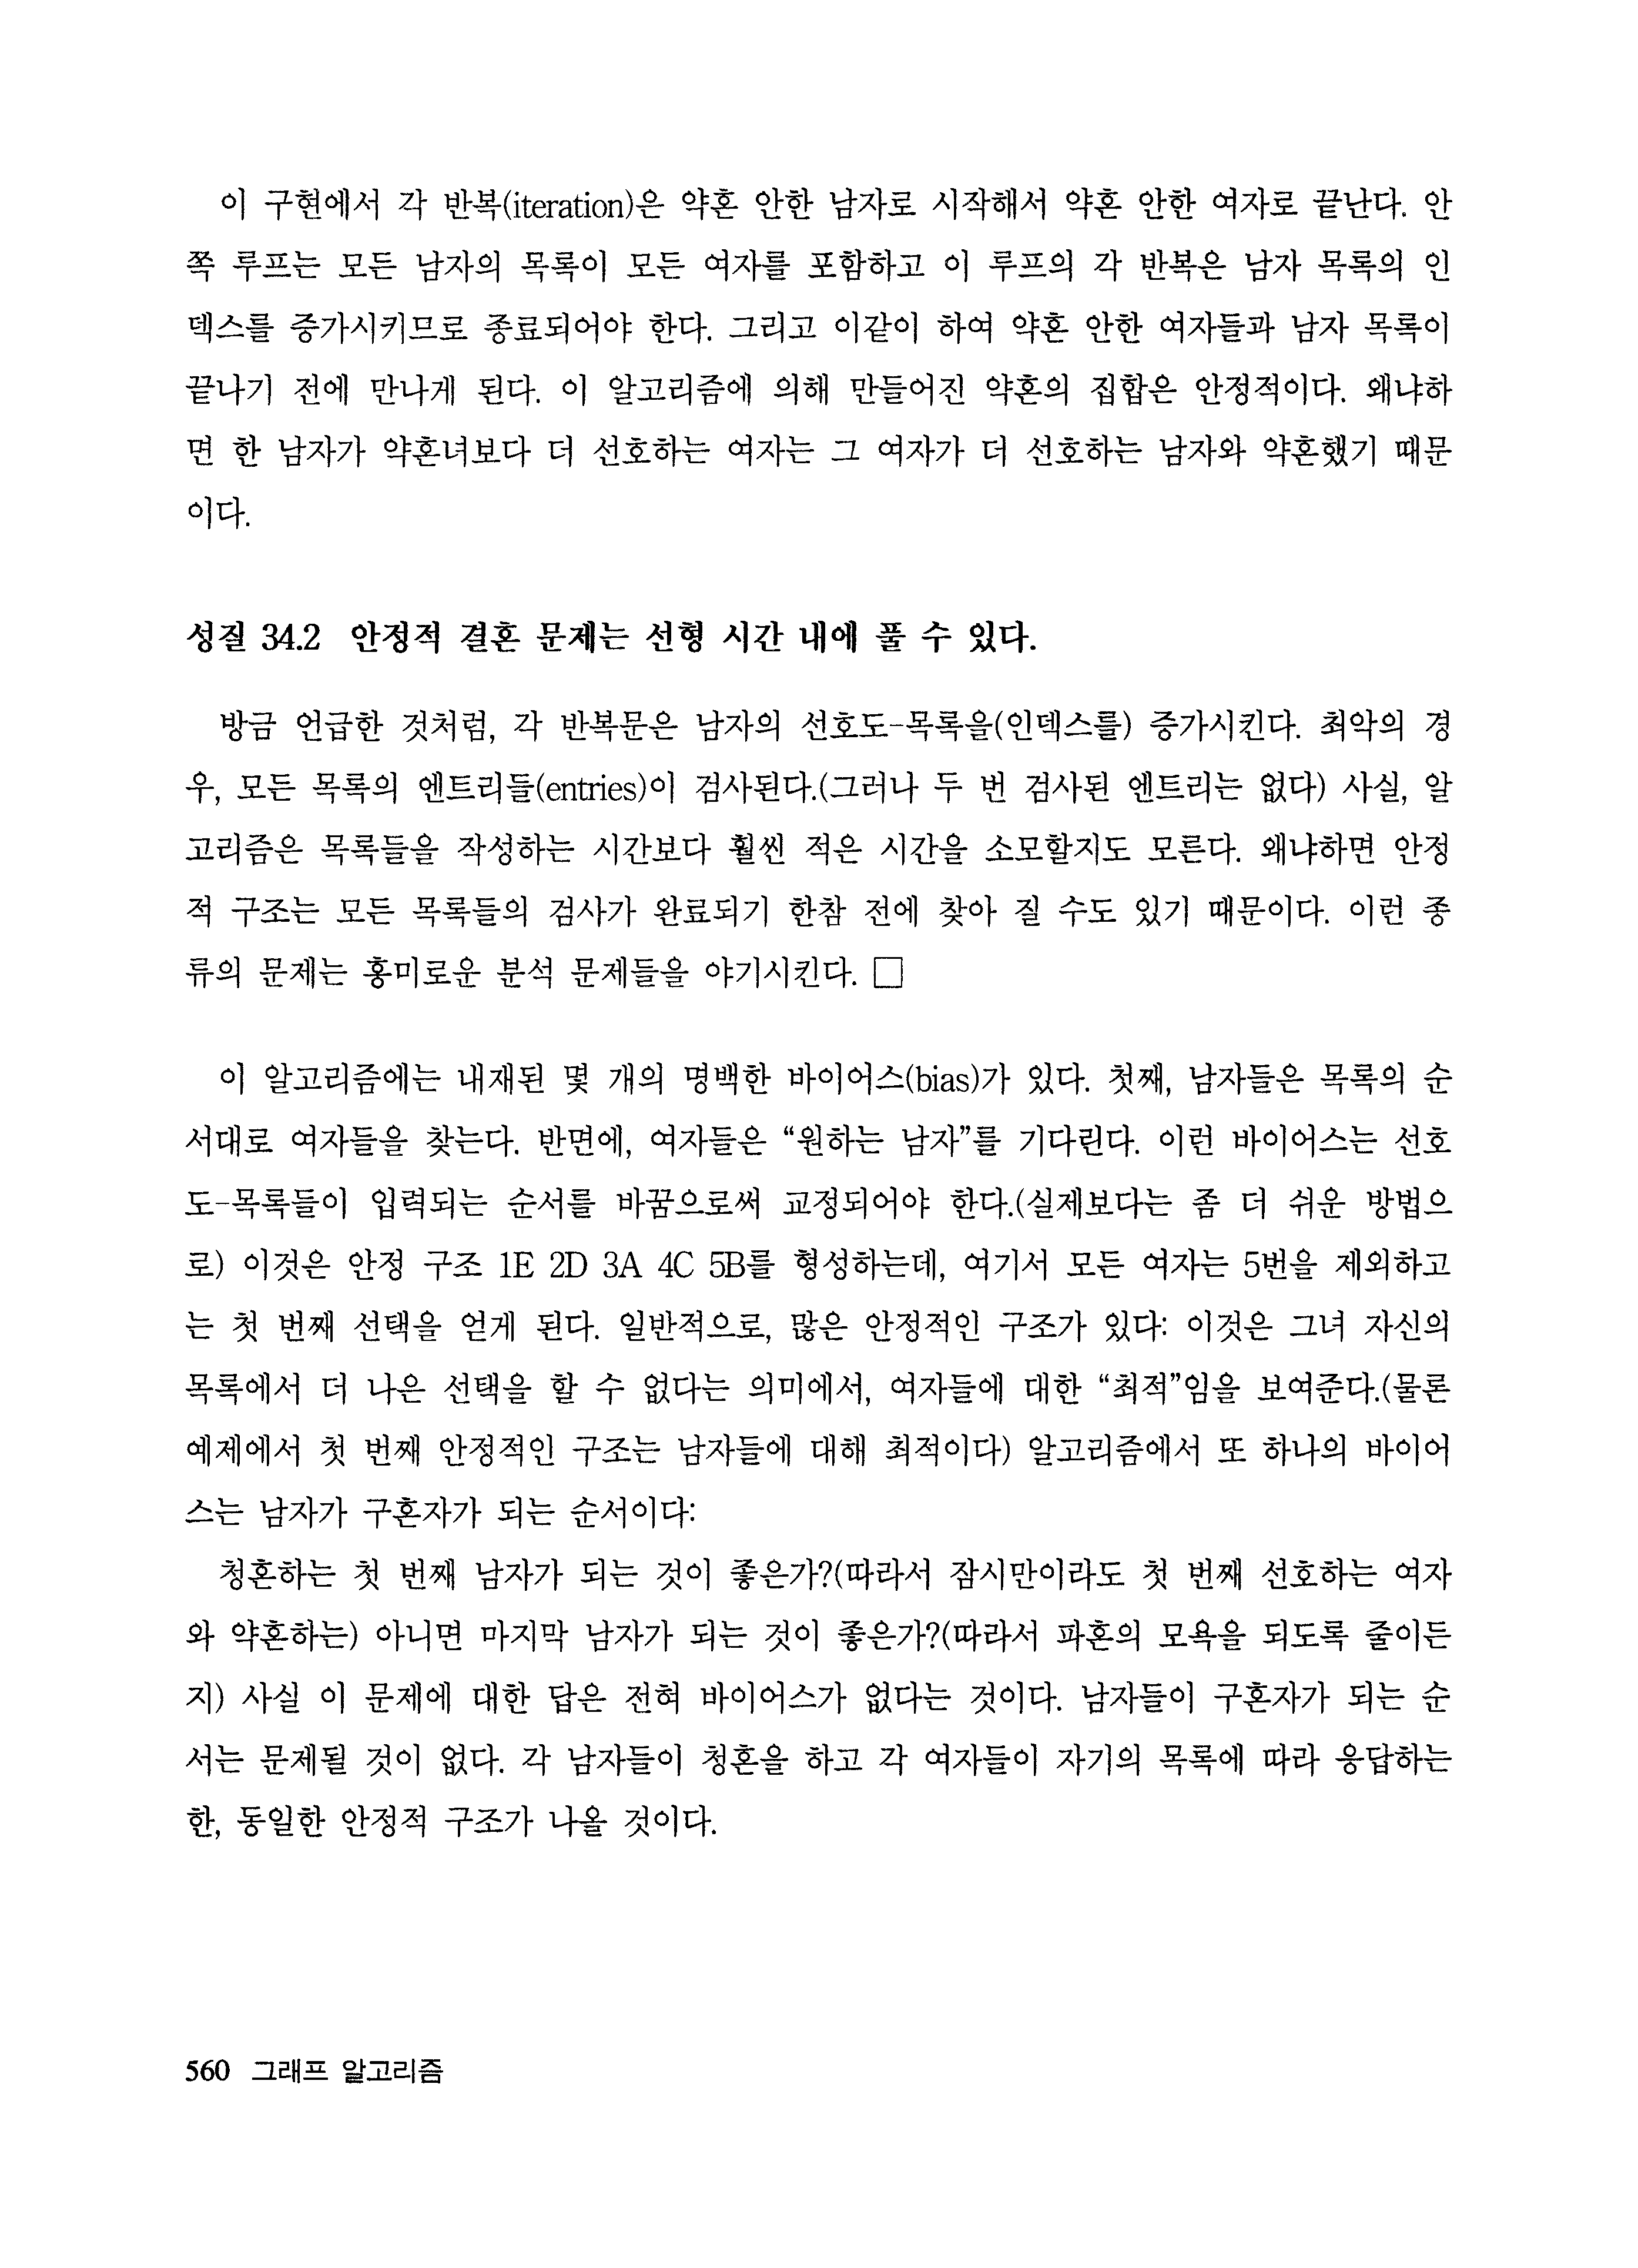 이 구현에서 각 반복(iteration)은 약혼 안한 남자로 시작해서 약혼 안한 여자로 끝난다. 안
쪽 루프는 모든 남자의 목록이 모든 여자를 포함하고 이 루프의 각 반복은 남자 목록의 인
덱스를 증가시키므로 종료되어야 한다. 그리고 이같이 하여 약혼 안한 여자들과 남자 목록이
끝나기 전에 만나게 된다. 이 알고리즘에 의해 만들어진 약혼의 집합은 안정적이다. 왜냐하
면 한 남자가 약혼녀보다 더 선호하는 여자는 그 여자가 더 선호하는 남자와 약혼했기 때문
이다.
성질 34.2 안정적 결혼 문제는 선형 시간 내에 풀 수 있다.
방금 언급한 것처럼, 각 반복문은 남자의 선호도-목록을(인덱스를) 증가시킨다. 최악의 경
우, 모든 목록의 엔트리들(entries)이 검사된다.(그러나 두 번 검사된 엔트리는 없다) 사실, 알
고리즘은 목록들을 작성하는 시간보다 훨씬 적은 시간을 소모할지도 모른다. 왜냐하면 안정
적 구조는 모든 목록들의 검사가 완료되기 한참 전에 찾아 질 수도 있기 때문이다. 이런 종
류의 문제는 흥미로운 분석 문제들을 야기시킨다. □
이 알고리즘에는 내재된 몇 개의 명백한 바이어스(bias)가 있다. 첫째, 남자들은 목록의 순
서대로 여자들을 찾는다. 반면에, 여자들은 “원하는 남자”를 기다린다. 이런 바이어스는 선호
도-목록들이 입력되는 순서를 바꿈으로써 교정되어야 한다.(실제보다는 좀 더 쉬운 방법으
로) 이것은 안정 구조 1E 2D 3A 4C 5B를 형성하는데, 여기서 모든 여자는 5번을 제외하고
는 첫 번째 선택을 얻게 된다. 일반적으로, 많은 안정적인 구조가 있다: 이것은 그녀 자신의
목록에서 더 나은 선택을 할 수 없다는 의미에서, 여자들에 대한 “최적”임을 보여준다.(물론
예제에서 첫 번째 안정적인 구조는 남자들에 대해 최적이다) 알고리즘에서 또 하나의 바이어
스는 남자가 구혼자가 되는 순서이다:
청혼하는 첫 번째 남자가 되는 것이 좋은가?(따라서 잠시만이라도 첫 번째 선호하는 여자
와 약혼하는) 아니면 마지막 남자가 되는 것이 좋은가?(따라서 파혼의 모욕을 되도록 줄이든
지) 사실 이 문제에 대한 답은 전혀 바이어스가 없다는 것이다. 남자들이 구혼자가 되는 순
서는 문제될 것이 없다. 각 남자들이 청혼을 하고 각 여자들이 자기의 목록에 따라 응답하는
한, 동일한 안정적 구조가 나올 것이다.
560 그래프 알고리즘